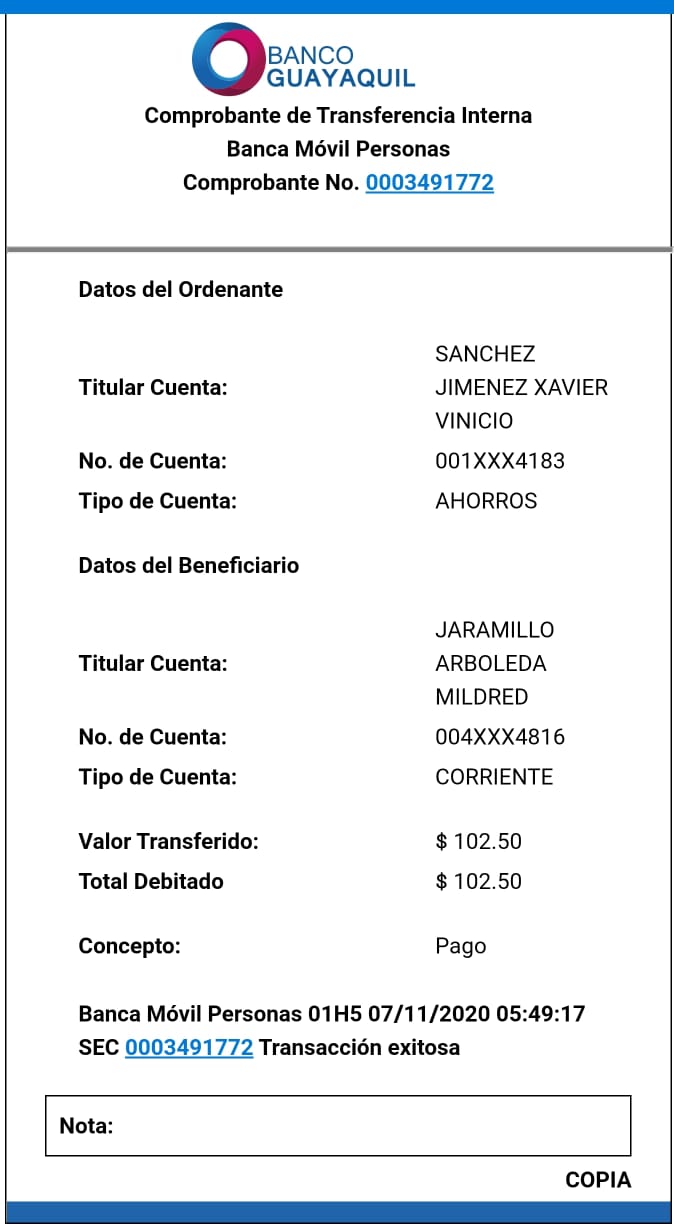 BANCO
GUAYAQUIL
Comprobante de Transferencia Interna
Banca Móvil Personas
Comprobante No. 0003491772
Datos del Ordenante
SANCHEZ
Titular Cuenta: JIMENEZ XAVIER
VINICIO
No. de Cuenta: 001XXX4183
Tipo de Cuenta: AHORROS
Datos del Beneficiario
JARAMILLO
Titular Cuenta: ARBOLEDA
MILDRED
No. de Cuenta: 004XXX4816
Tipo de Cuenta: CORRIENTE
Valor Transferido: $ 102.50
Total Debitado $ 102.50
Concepto: Pago
Banca Móvil Personas 01H5 07/11/2020 05:49:17
SEC 0003491772 Transacción exitosa
Nota:
COPIA